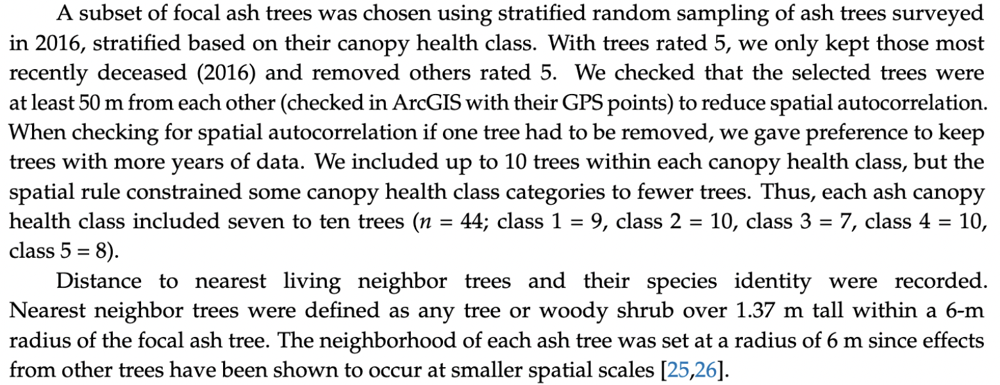 A subset of focal ash trees was chosen using stratified random sampling of ash trees surveyed
in 2016, stratified based on their canopy health class. With trees rated 5, we only kept those most
recently deceased (2016) and removed others rated 5. We checked that the selected trees were
at least 50 m from each other (checked in ArcGIS with their GPS points) to reduce spatial autocorrelation.
When checking for spatial autocorrelation if one tree had to be removed, we gave preference to keep
trees with more years of data. We included up to 10 trees within each canopy health class, but the
spatial rule constrained some canopy health class categories to fewer trees. Thus, each ash canopy
health class included seven to ten trees (n = 44; class 1 = 9, class 2 = 10, class 3 = 7, class 4 = 10,
class 5 = 8).
Distance to nearest living neighbor trees and their species identity were recorded.
Nearest neighbor trees were defined as any tree or woody shrub over 1.37 m tall within a 6-m
radius of the focal ash tree. The neighborhood of each ash tree was set at a radius of 6 m since effects
from other trees have been shown to occur at smaller spatial scales [25,26].